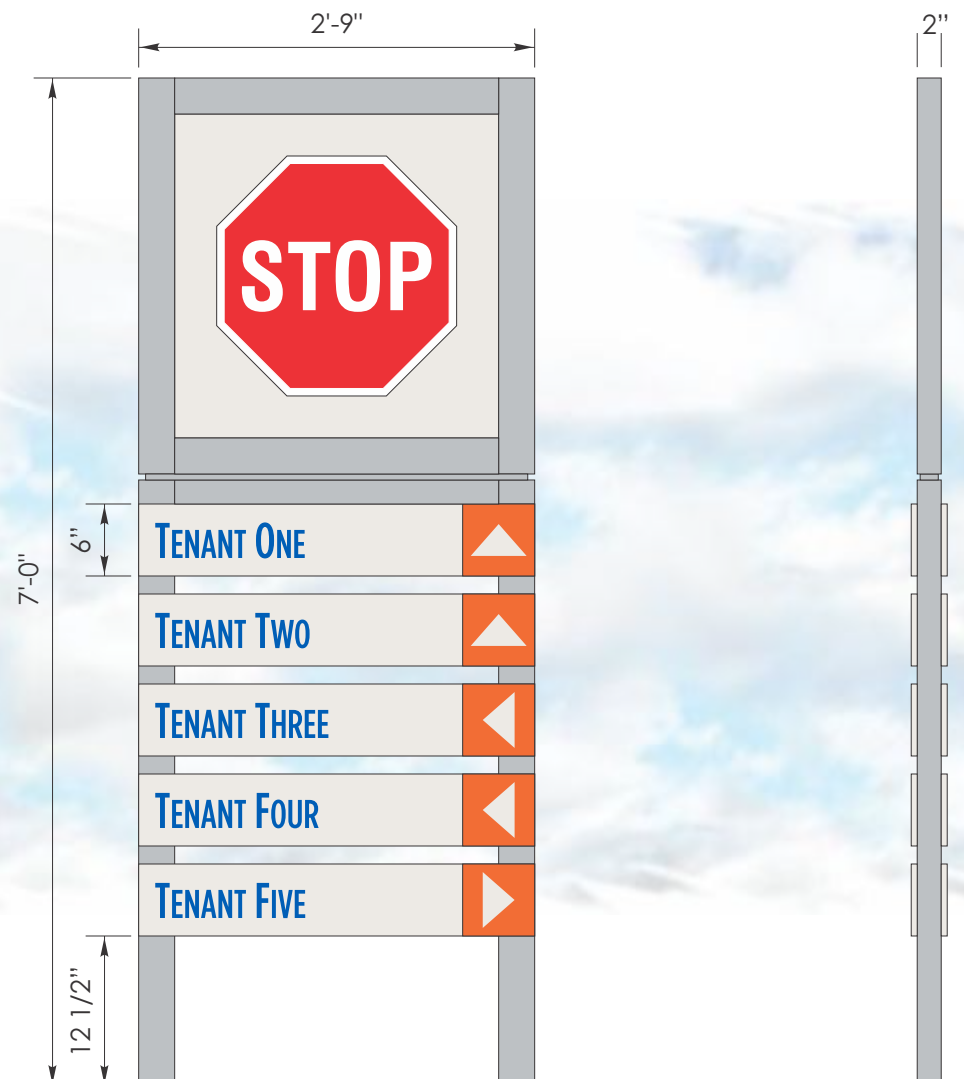 2'-9"
2”
STOP
7'-0"
6”
TENANT ONE
TENANT TWO
TENANT THREE
TENANT FOUR
TENANT FIVE
12 1/2”